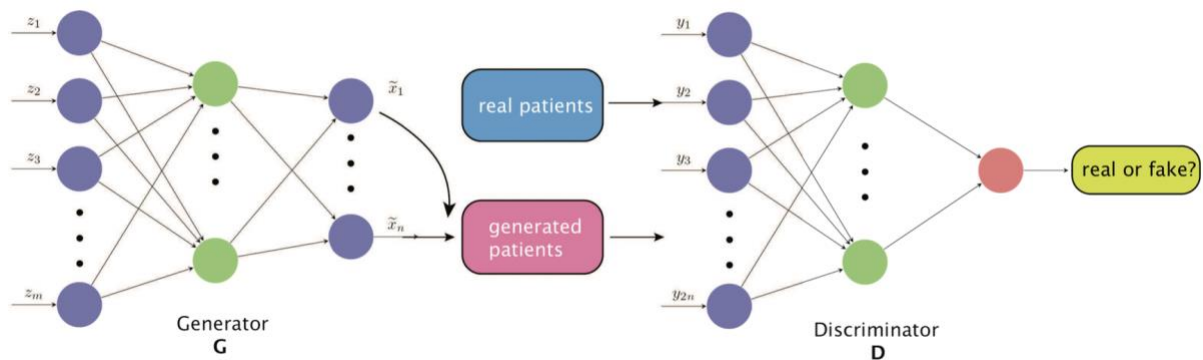 z₁
z₂
z₃
zₘ
x̃₁
x̃ₙ
Generator
G
real patients
generated
patients
y₁
y₂
y₃
y₂ₙ
Discriminator
D
real or fake?